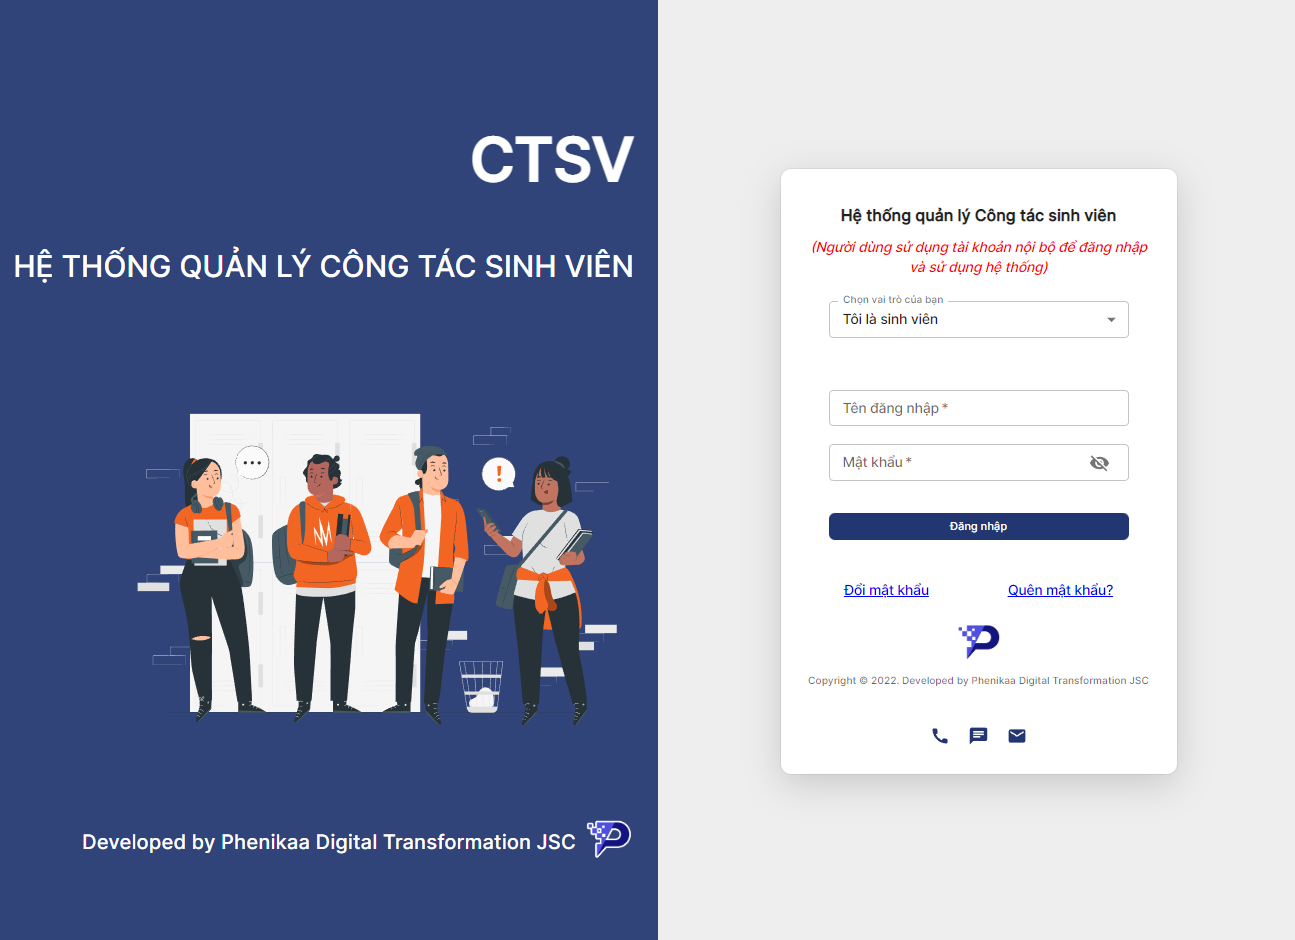 CTSV
HỆ THỐNG QUẢN LÝ CÔNG TÁC SINH VIÊN
Developed by Phenikaa Digital Transformation JSC
Hệ thống quản lý Công tác sinh viên
(Người dùng sử dụng tài khoản nội bộ để đăng nhập
và sử dụng hệ thống)
Chọn vai trò của bạn
Tôi là sinh viên
Tên đăng nhập *
Mật khẩu *
Đăng nhập
Đổi mật khẩu
Quên mật khẩu?
Copyright © 2022. Developed by Phenikaa Digital Transformation JSC